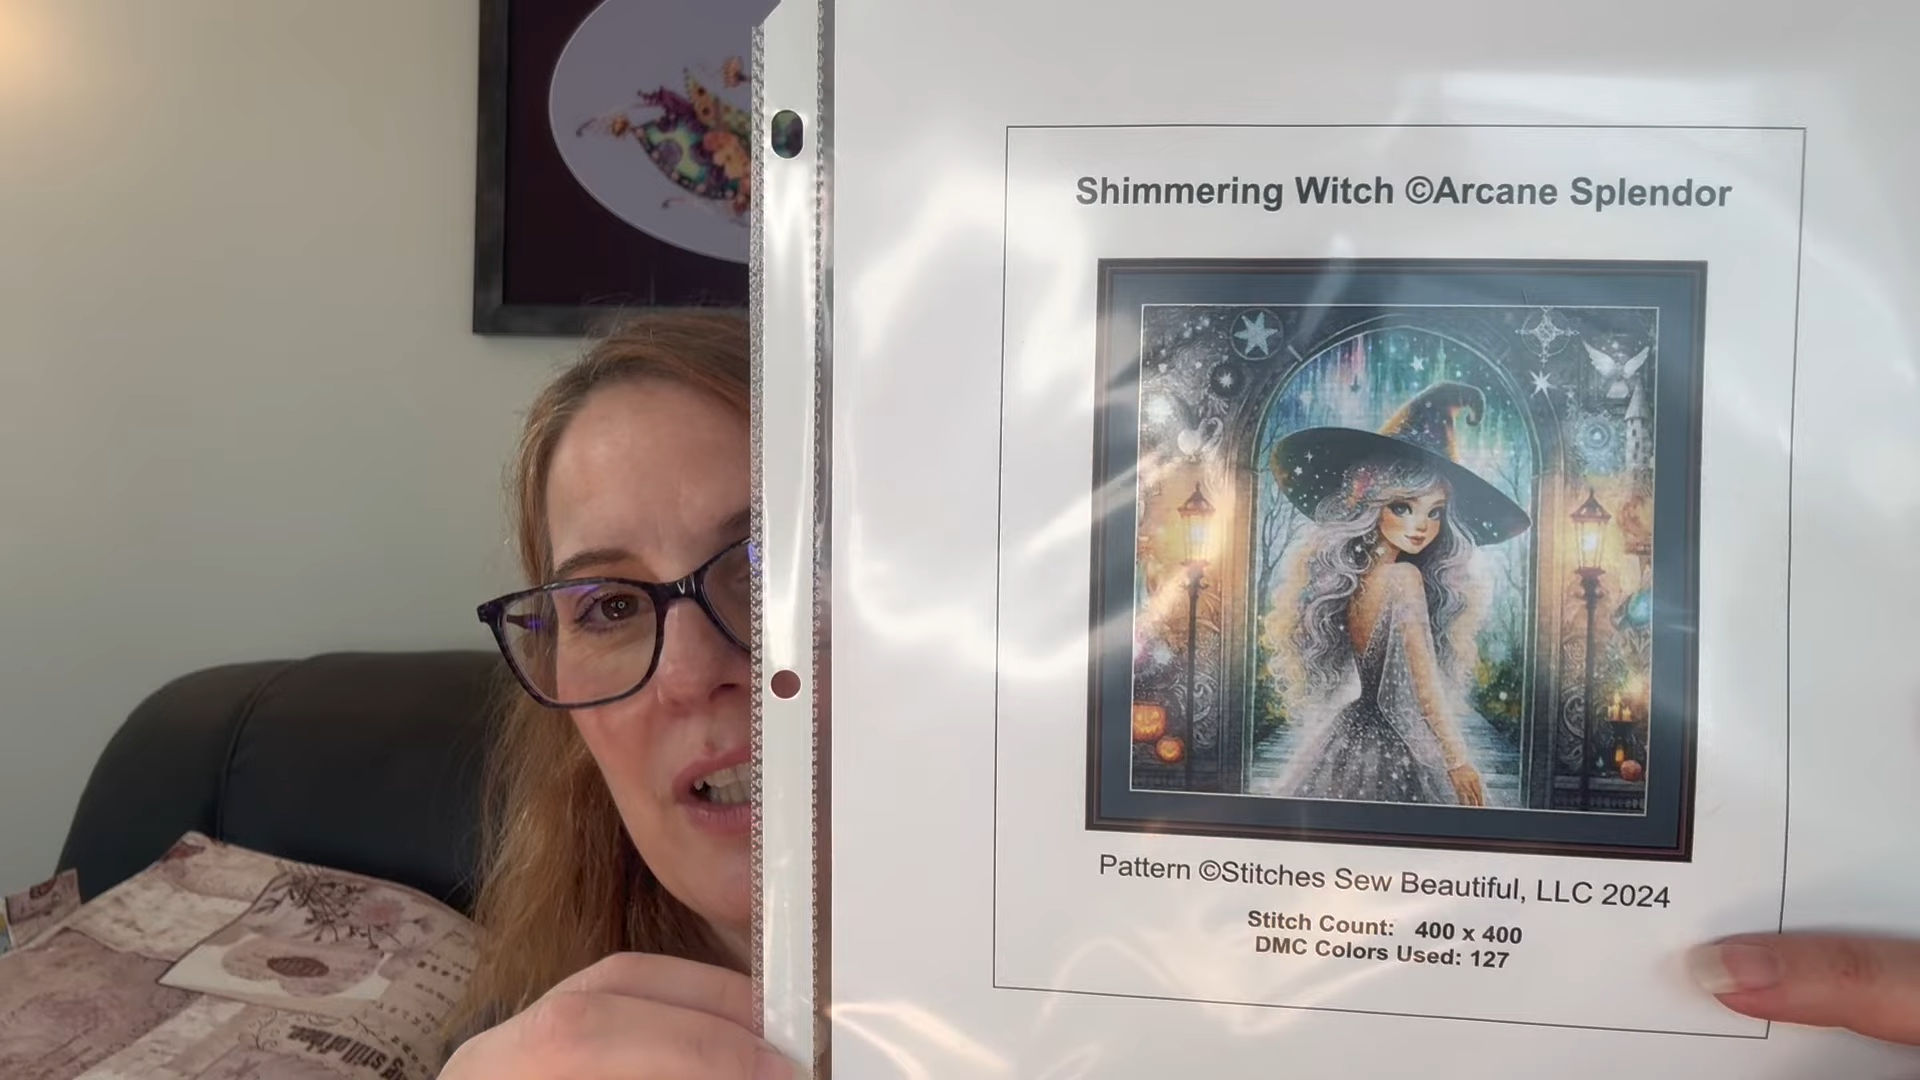 Shimmering Witch ©Arcane Splendor
Pattern ©Stitches Sew Beautiful, LLC 2024
Stitch Count: 400 x 400
DMC Colors Used: 127